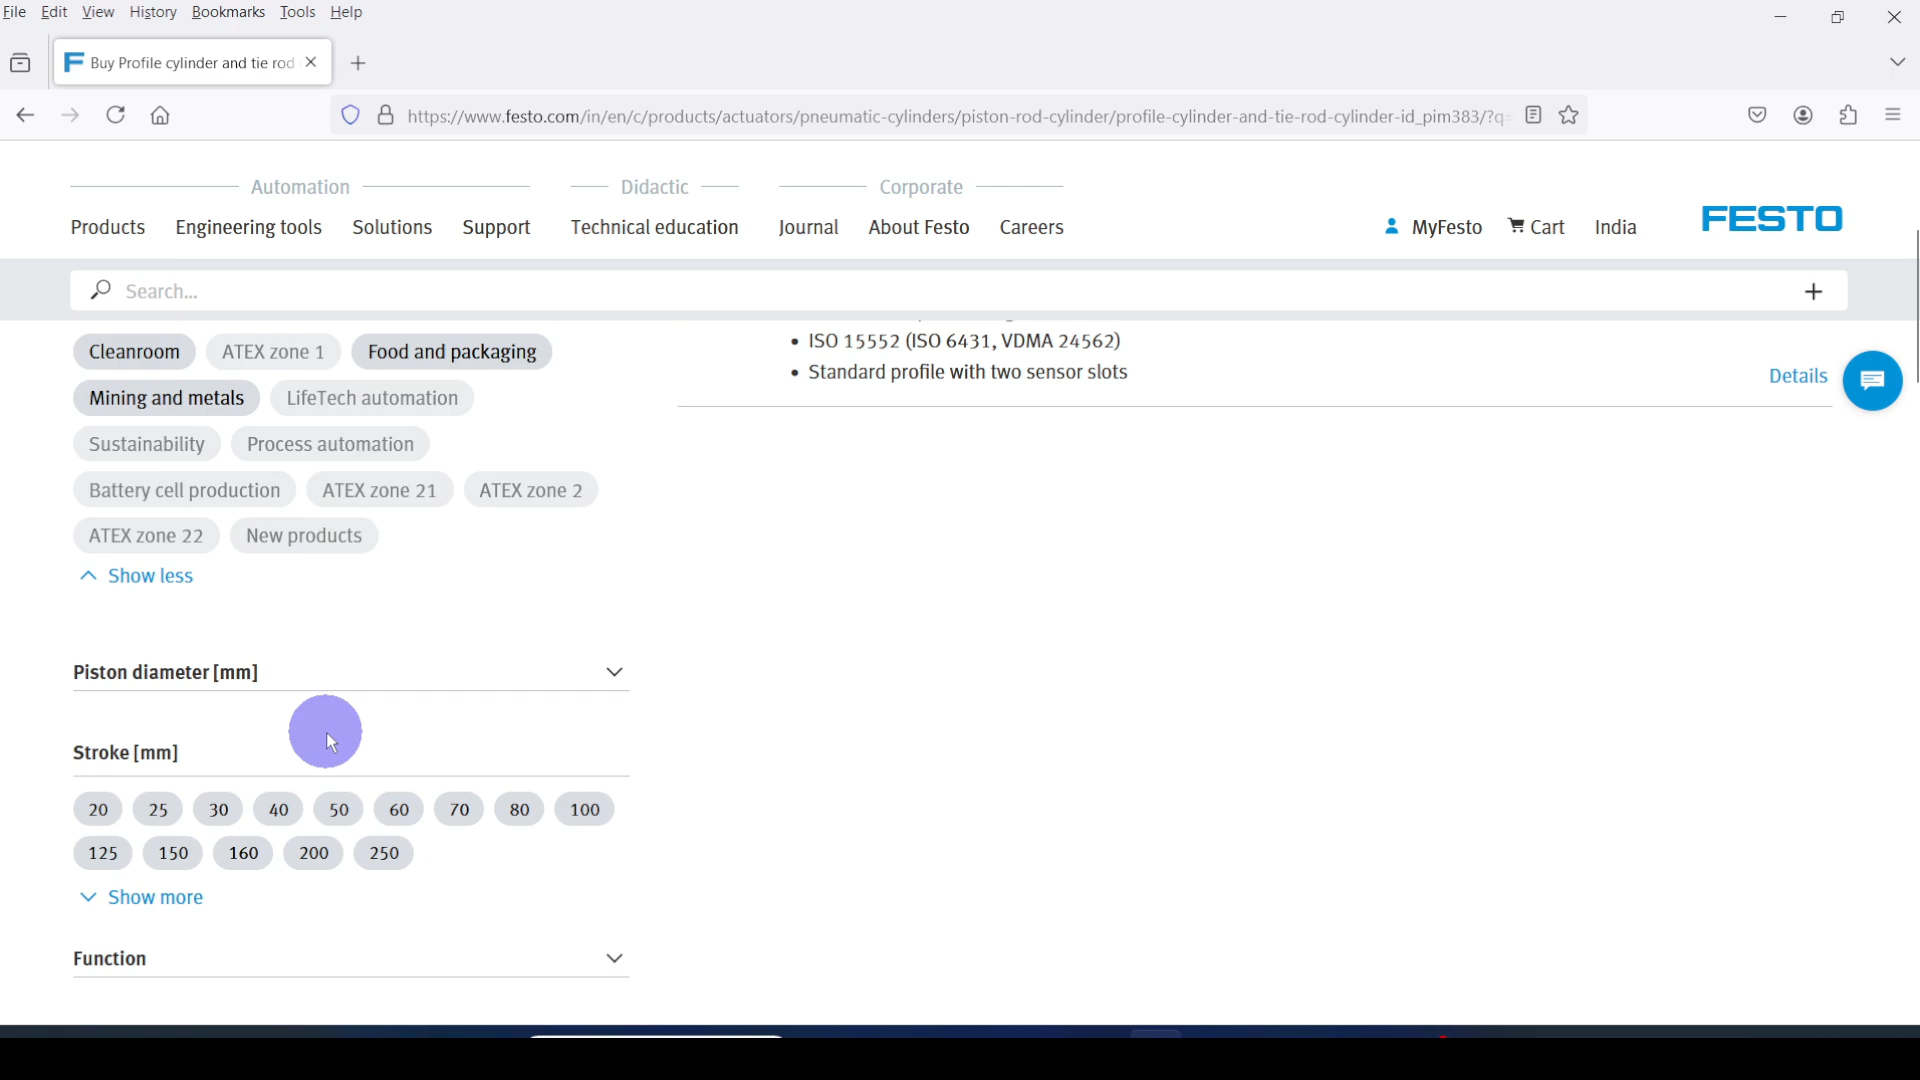 File Edit View History Bookmarks Tools Help
Buy Profile cylinder and tie rod
https://www.festo.com/in/en/c/products/actuators/pneumatic-cylinders/piston-rod-cylinder/profile-cylinder-and-tie-rod-cylinder-id_pim383/?q=
Automation Didactic Corporate
Products Engineering tools Solutions Support Technical education Journal About Festo Careers MyFesto Cart India FESTO
Search...
Cleanroom ATEX zone 1 Food and packaging
• ISO 15552 (ISO 6431, VDMA 24562)
• Standard profile with two sensor slots
Details
Mining and metals LifeTech automation
Sustainability Process automation
Battery cell production ATEX zone 21 ATEX zone 2
ATEX zone 22 New products
Show less
Piston diameter [mm]
Stroke [mm]
20 25 30 40 50 60 70 80 100
125 150 160 200 250
Show more
Function